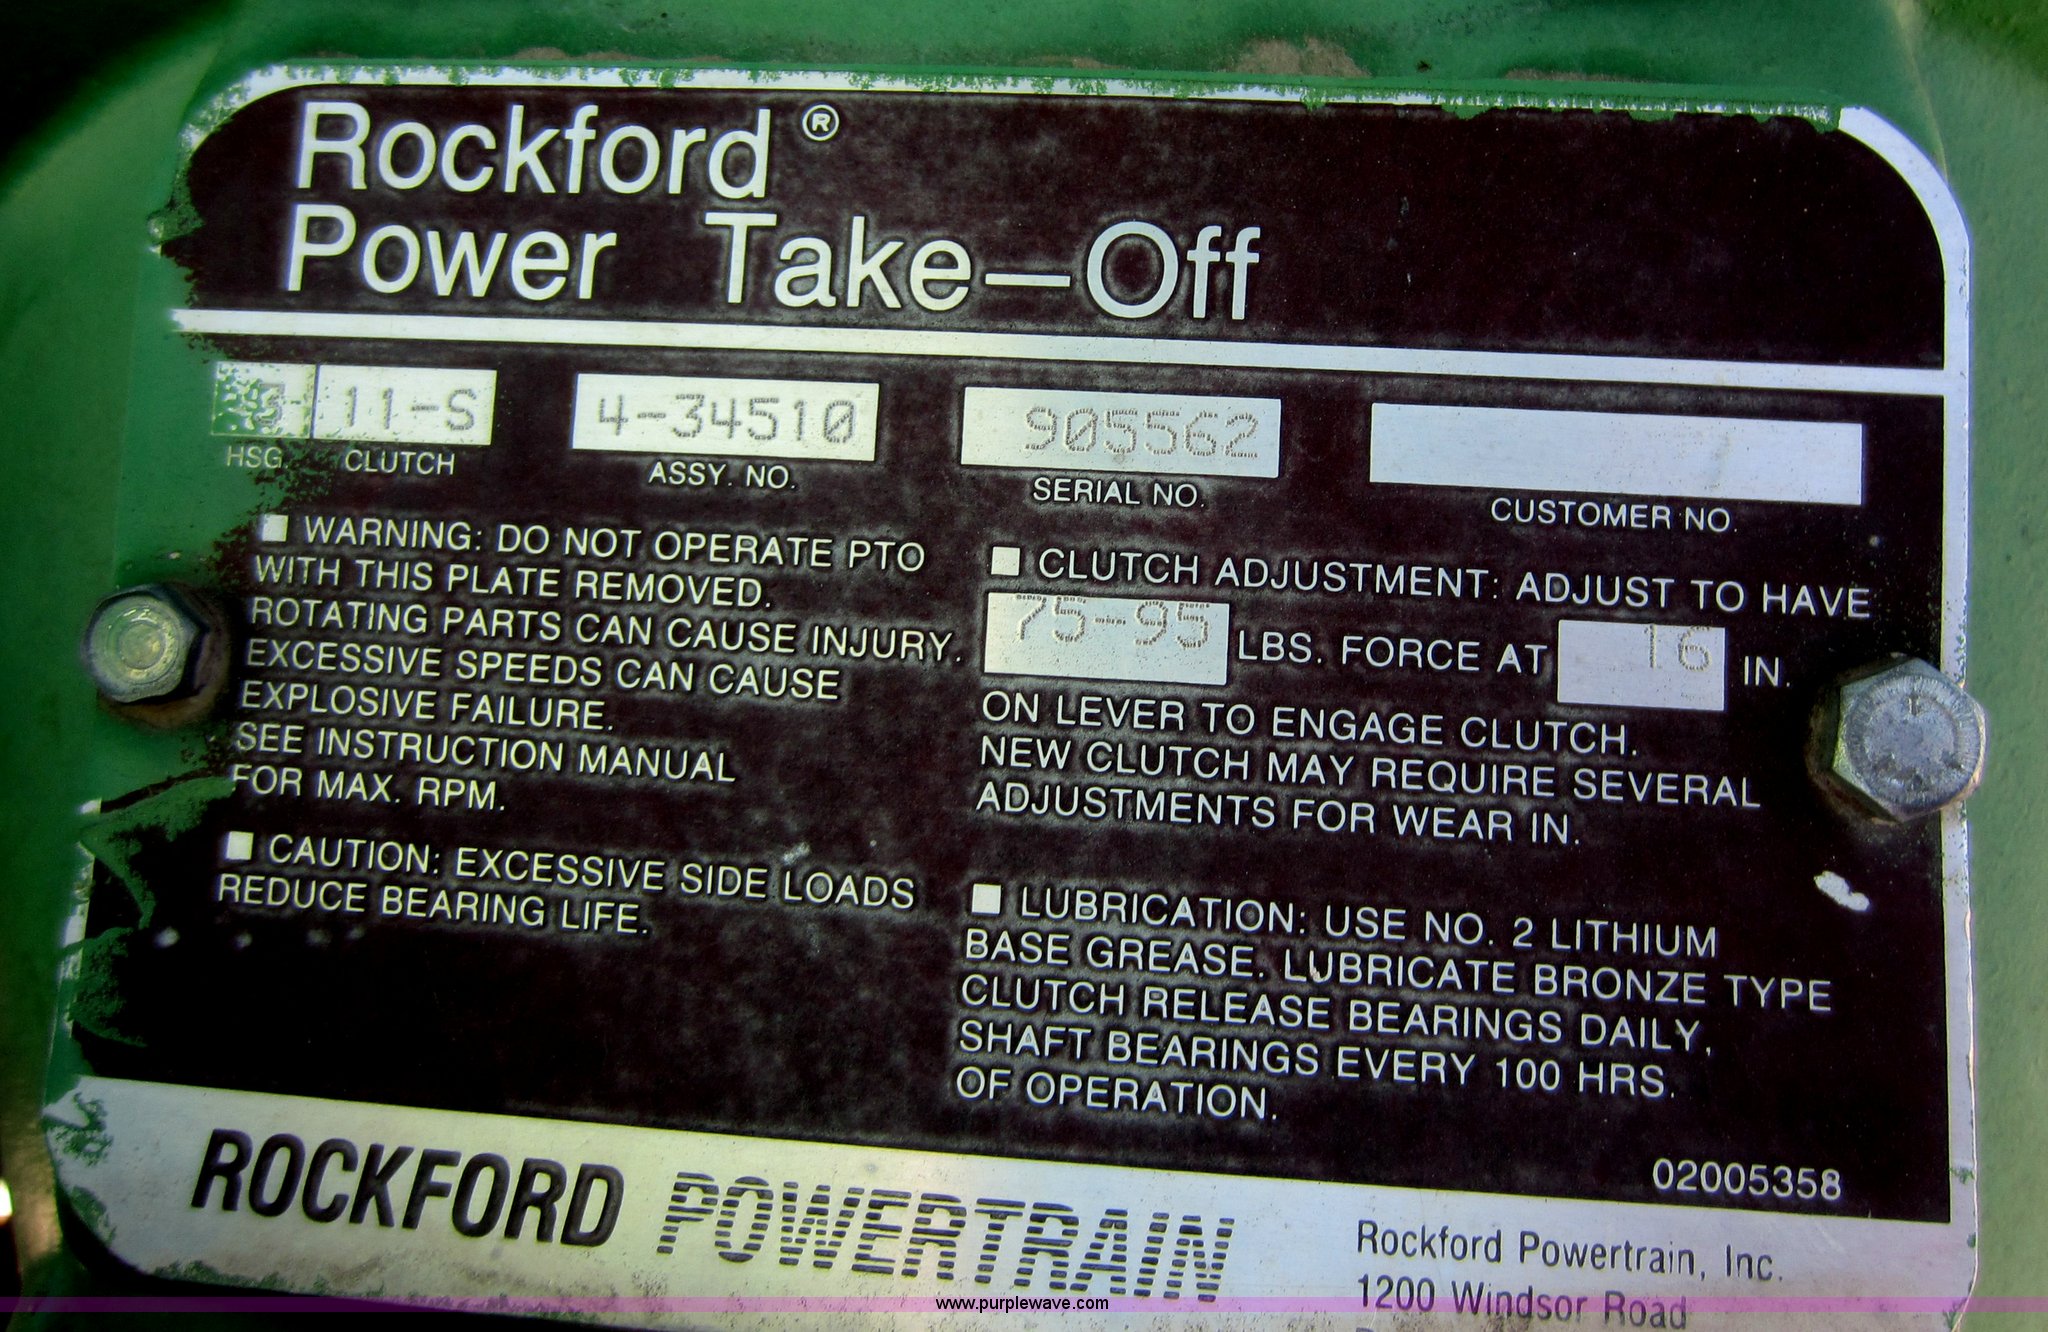 Rockford®
Power Take-Off
11-S 4-34510 905562
HSG. CLUTCH ASSY. NO. SERIAL NO. CUSTOMER NO.
■ WARNING: DO NOT OPERATE PTO
WITH THIS PLATE REMOVED.
ROTATING PARTS CAN CAUSE INJURY.
EXCESSIVE SPEEDS CAN CAUSE
EXPLOSIVE FAILURE.
SEE INSTRUCTION MANUAL
FOR MAX. RPM.
■ CAUTION: EXCESSIVE SIDE LOADS
REDUCE BEARING LIFE.
■ CLUTCH ADJUSTMENT: ADJUST TO HAVE
75-95 LBS. FORCE AT 16 IN.
ON LEVER TO ENGAGE CLUTCH.
NEW CLUTCH MAY REQUIRE SEVERAL
ADJUSTMENTS FOR WEAR IN.
■ LUBRICATION: USE NO. 2 LITHIUM
BASE GREASE. LUBRICATE BRONZE TYPE
CLUTCH RELEASE BEARINGS DAILY,
SHAFT BEARINGS EVERY 100 HRS.
OF OPERATION.
02005358
ROCKFORD POWERTRAIN
Rockford Powertrain, Inc.
1200 Windsor Road
www.purplewave.com